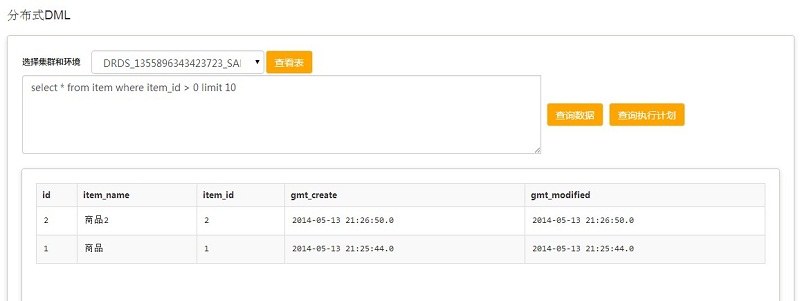 分布式DML
选择集群和环境 DRDS_1355896343423723_SAI 查看表
select * from item where item_id > 0 limit 10
查询数据 查询执行计划
id item_name item_id gmt_create gmt_modified
2 商品2 2 2014-05-13 21:26:50.0 2014-05-13 21:26:50.0
1 商品 1 2014-05-13 21:25:44.0 2014-05-13 21:25:44.0